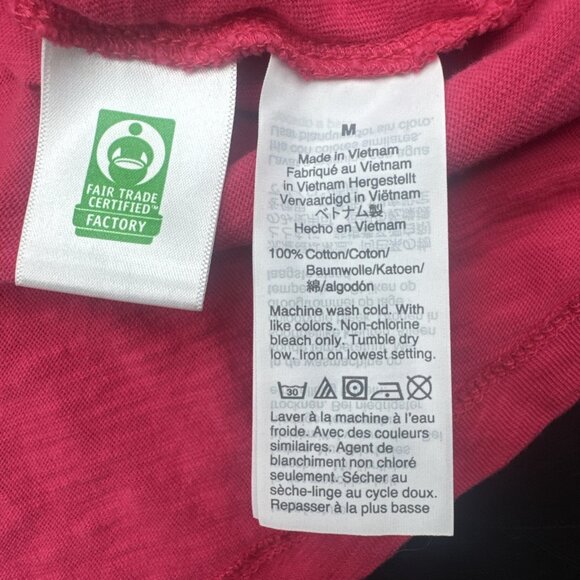 FAIR TRADE
CERTIFIED™
FACTORY
M
Made in Vietnam
Fabriqué au Vietnam
in Vietnam Hergestellt
Vervaardigd in Viëtnam
ベトナム製
Hecho en Vietnam
100% Cotton/Coton/
Baumwolle/Katoen/
綿/algodón
Machine wash cold. With
like colors. Non-chlorine
bleach only. Tumble dry
low. Iron on lowest setting.
30
Laver à la machine à l'eau
froide. Avec des couleurs
similaires. Agent de
blanchiment non chloré
seulement. Sécher au
sèche-linge au cycle doux.
Repasser à la plus basse